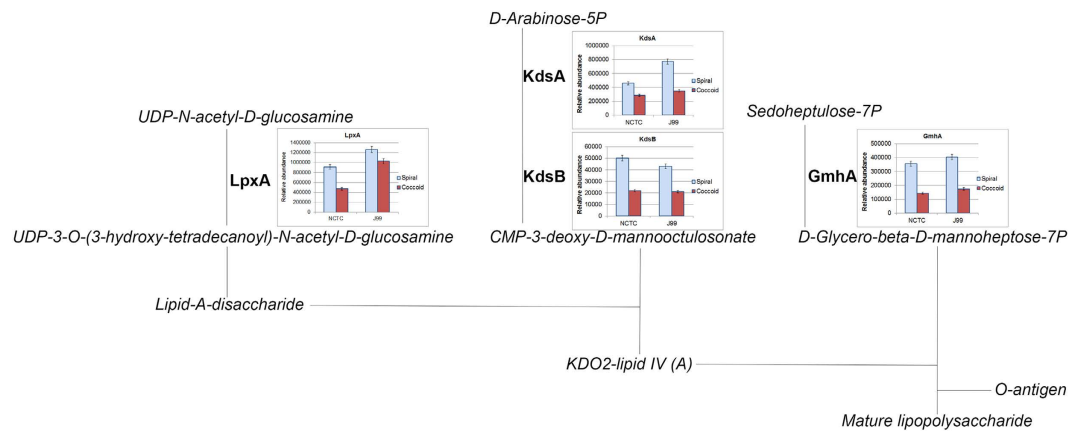 D-Arabinose-5P
KdsA
KdsA
Relative abundance
1000000
800000
600000
400000
200000
0
NCTC
J99
Spiral
Coccoid
UDP-N-acetyl-D-glucosamine
LpxA
LpxA
Relative abundance
1400000
1200000
1000000
800000
600000
400000
200000
0
NCTC
J99
Spiral
Coccoid
KdsB
KdsB
Relative abundance
60000
50000
40000
30000
20000
10000
0
NCTC
J99
Spiral
Coccoid
Sedoheptulose-7P
GmhA
GmhA
Relative abundance
500000
400000
300000
200000
100000
0
NCTC
J99
Spiral
Coccoid
UDP-3-O-(3-hydroxy-tetradecanoyl)-N-acetyl-D-glucosamine
CMP-3-deoxy-D-mannooctulosonate
D-Glycero-beta-D-mannoheptose-7P
Lipid-A-disaccharide
KDO2-lipid IV (A)
O-antigen
Mature lipopolysaccharide